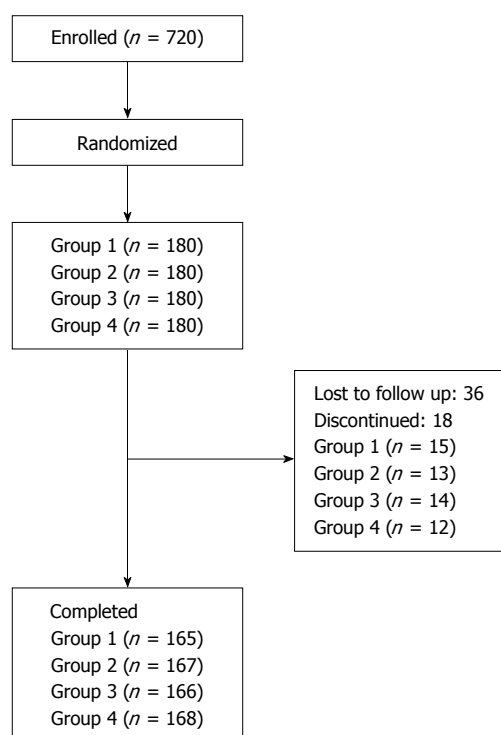 Enrolled (n = 720)
Randomized
Group 1 (n = 180)
Group 2 (n = 180)
Group 3 (n = 180)
Group 4 (n = 180)
Lost to follow up: 36
Discontinued: 18
Group 1 (n = 15)
Group 2 (n = 13)
Group 3 (n = 14)
Group 4 (n = 12)
Completed
Group 1 (n = 165)
Group 2 (n = 167)
Group 3 (n = 166)
Group 4 (n = 168)